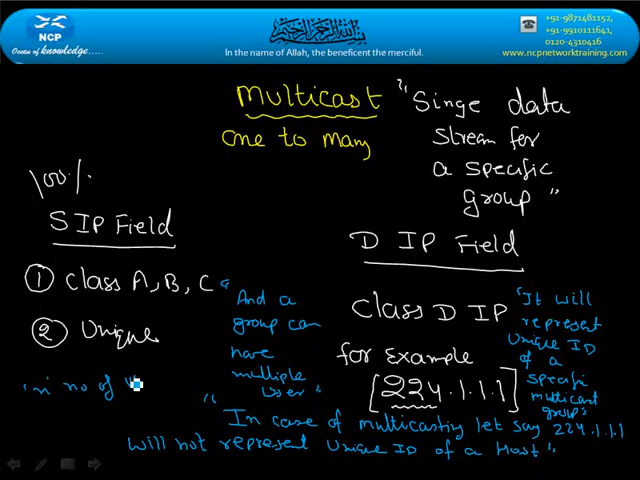 NCP
Ocean of knowledge.....
In the name of Allah, the beneficent the merciful.
+91-9871481152,
+91-9910111641,
0120-4310416
www.ncpnetworktraining.com
Multicast
one to Many
"Singe data
stream for
a specific
group"
100%
SIP Field
① Class A, B, C
② Unique
"And a
group can
have
multiple
user"
D IP Field
Class D IP
for Example
[224.1.1.1]
"It will
represent
Unique ID
of a
specific
multicast
group"
"n" no of
"In case of multicasting let say 224.1.1.1
will not represent Unique ID of a Host"